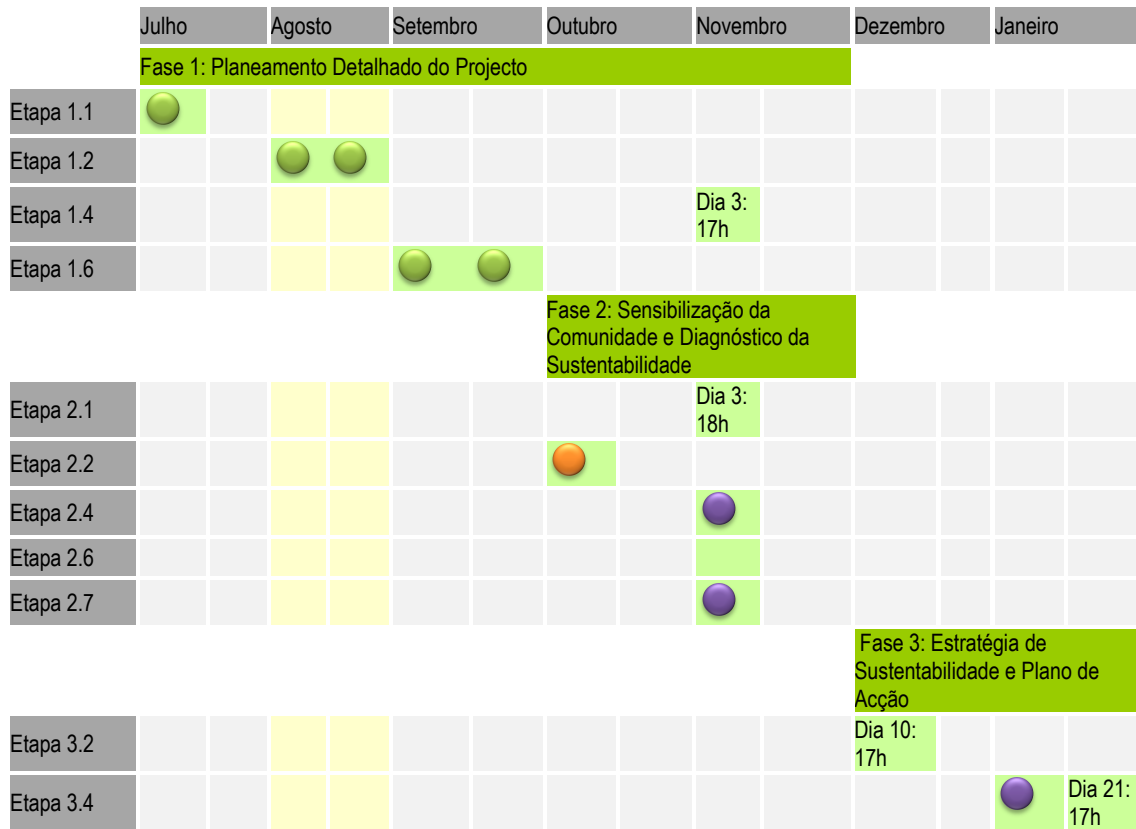 Julho Agosto Setembro Outubro Novembro Dezembro Janeiro
Fase 1: Planeamento Detalhado do Projecto
Etapa 1.1
Etapa 1.2
Etapa 1.4 Dia 3:
17h
Etapa 1.6
Fase 2: Sensibilização da
Comunidade e Diagnóstico da
Sustentabilidade
Etapa 2.1 Dia 3:
18h
Etapa 2.2
Etapa 2.4
Etapa 2.6
Etapa 2.7
Fase 3: Estratégia de
Sustentabilidade e Plano de
Acção
Etapa 3.2 Dia 10:
17h
Etapa 3.4 Dia 21:
17h